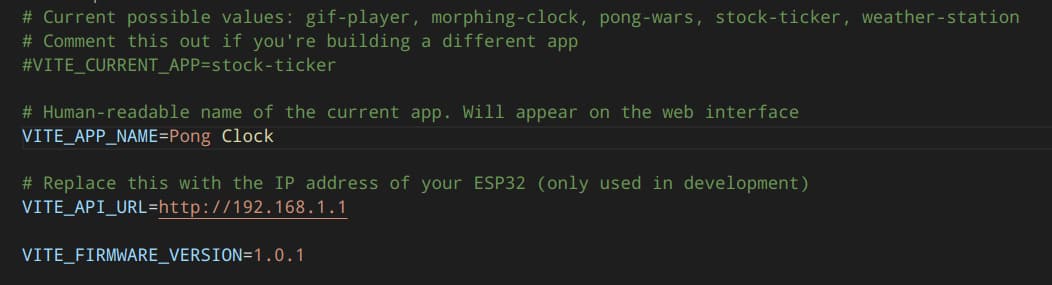 # Current possible values: gif-player, morphing-clock, pong-wars, stock-ticker, weather-station
# Comment this out if you're building a different app
#VITE_CURRENT_APP=stock-ticker
# Human-readable name of the current app. Will appear on the web interface
VITE_APP_NAME=Pong Clock
# Replace this with the IP address of your ESP32 (only used in development)
VITE_API_URL=http://192.168.1.1
VITE_FIRMWARE_VERSION=1.0.1